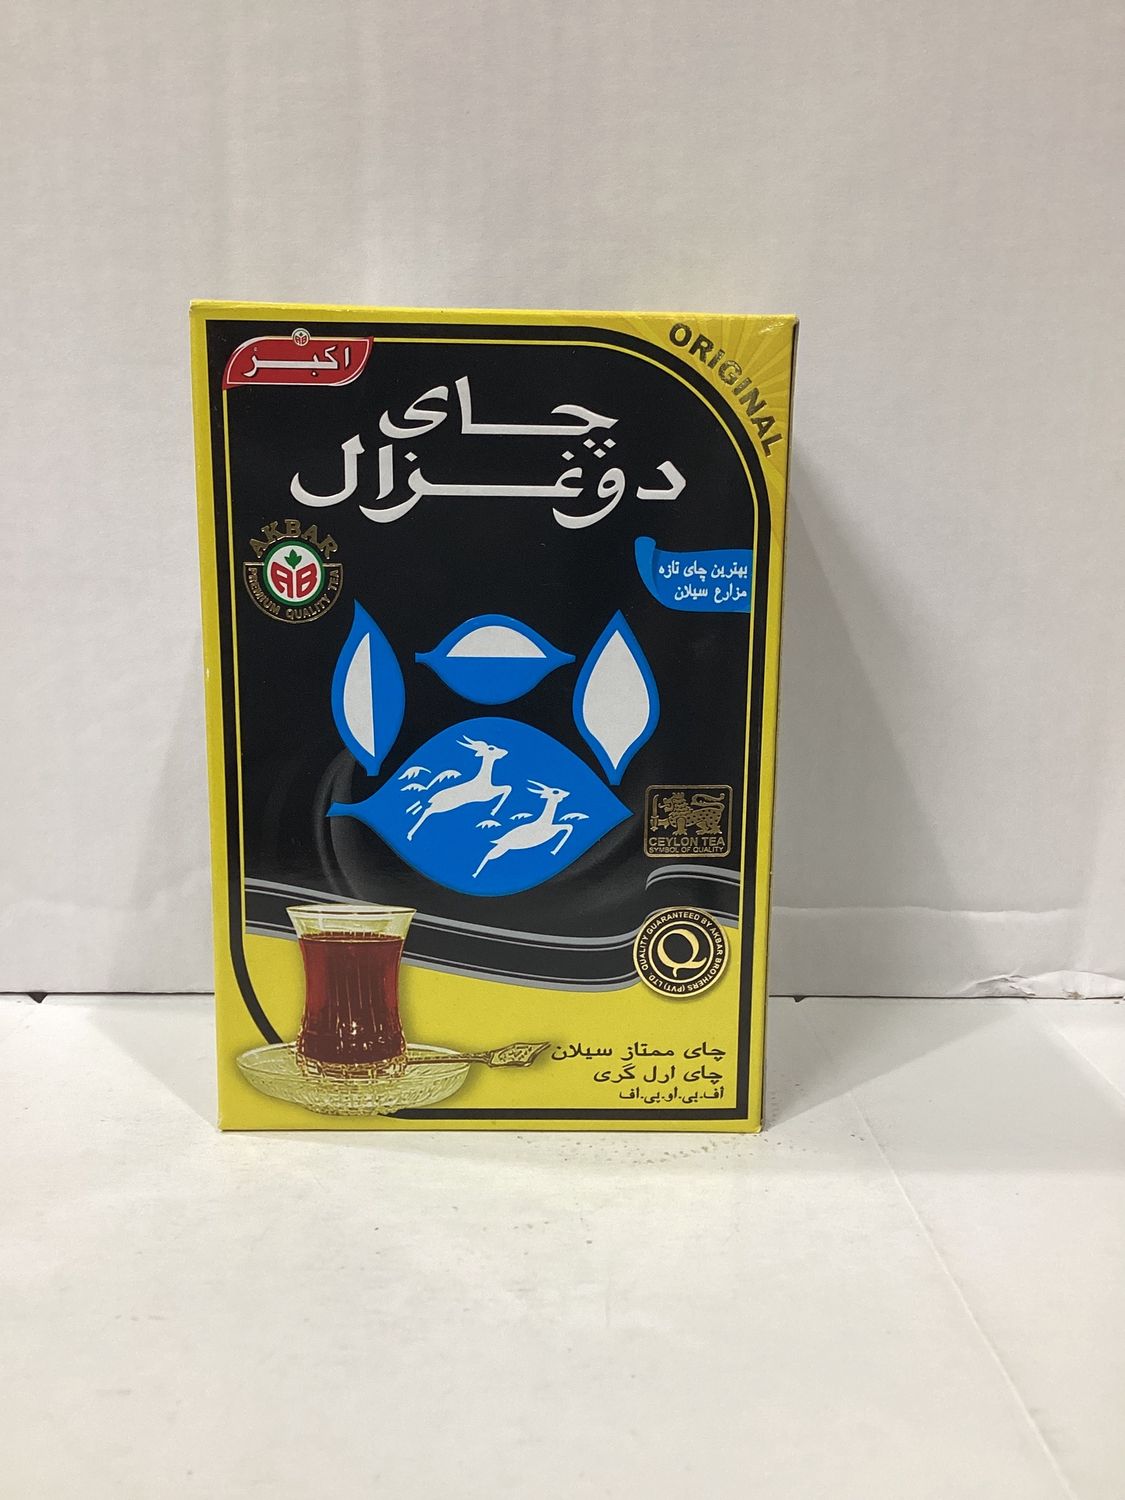 ORIGINAL
اکبر
چای
دوغزال
AKBAR
AB
PREMIUM QUALITY TEA
بهترین چای تازه
مزارع سیلان
CEYLON TEA
SYMBOL OF QUALITY
QUALITY GUARANTEED BY AKBAR BROTHERS (PVT) LTD.
Q
چای ممتاز سیلان
چای ارل گری
اف.بی.او.پی.اف